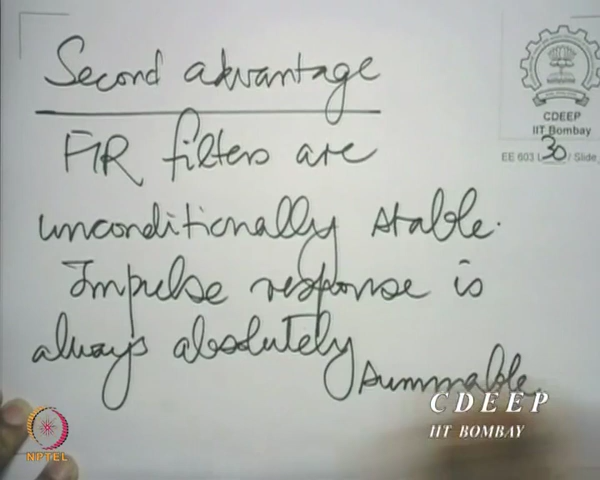 Second advantage
FIR filters are
unconditionally stable.
Impulse response is
always absolutely
summable.
CDEEP
IIT Bombay
EE 603 L 30 / Slide
CDEEP
IIT BOMBAY
NPTEL